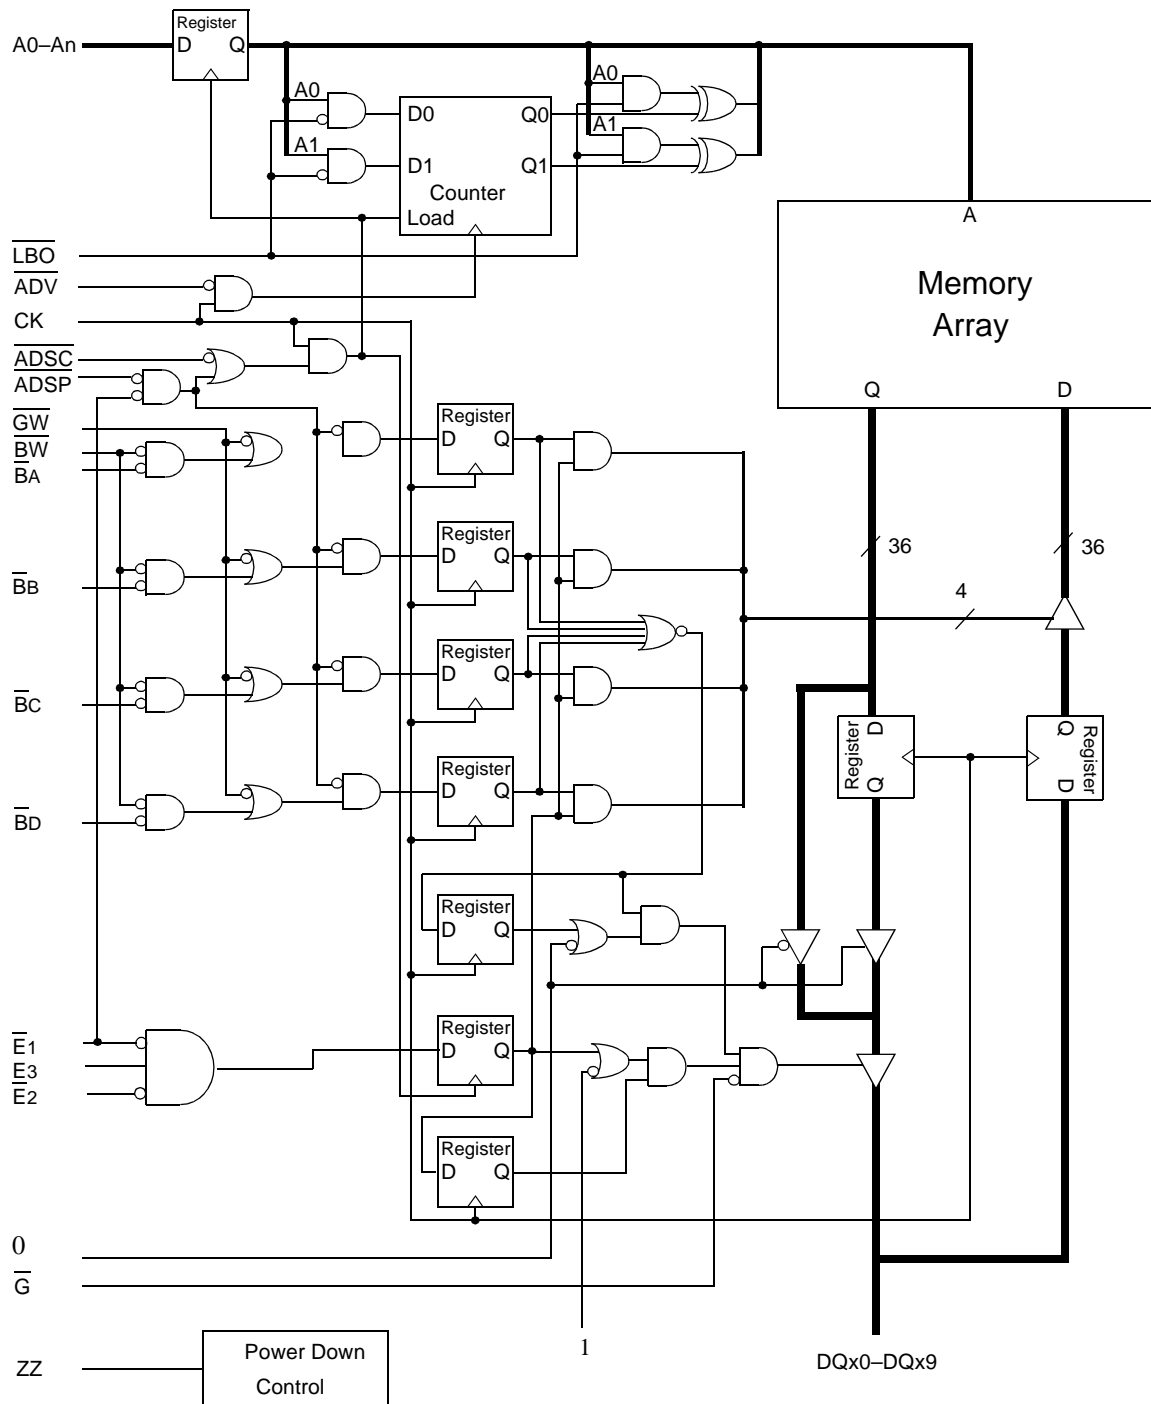 Register
A0–An
D Q
A0
A0
D0
Q0
A1
A1
D1
Q1
Counter
Load
A
LBO
ADV
Memory
Array
CK
ADSC
ADSP
Q D
GW
BW
BA
Register
D Q
Register
D Q
36 36
BB
4
Register
D Q
BC
Register
D
Q
Register
Q
D
Register
D Q
BD
Register
D Q
Register
D Q
E1
E3
E2
Register
D Q
0
G
1
ZZ
Power Down
Control
DQx0–DQx9